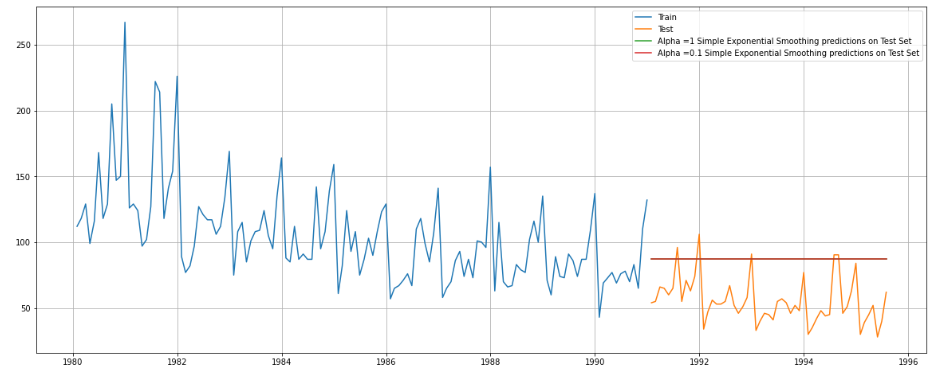 Train
Test
Alpha =1 Simple Exponential Smoothing predictions on Test Set
Alpha =0.1 Simple Exponential Smoothing predictions on Test Set
250
200
150
100
50
1980 1982 1984 1986 1988 1990 1992 1994 1996